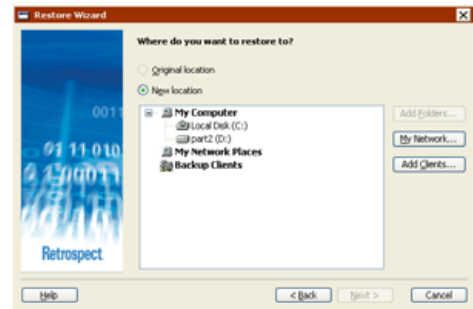 Restore Wizard
Where do you want to restore to?
Original location
New location
My Computer
Local Disk (C:)
part2 (D:)
My Network Places
Backup Clients
Add Folders...
My Network...
Add Clients...
0011
01 11 010
Retrospect
Help
< Back
Next >
Cancel